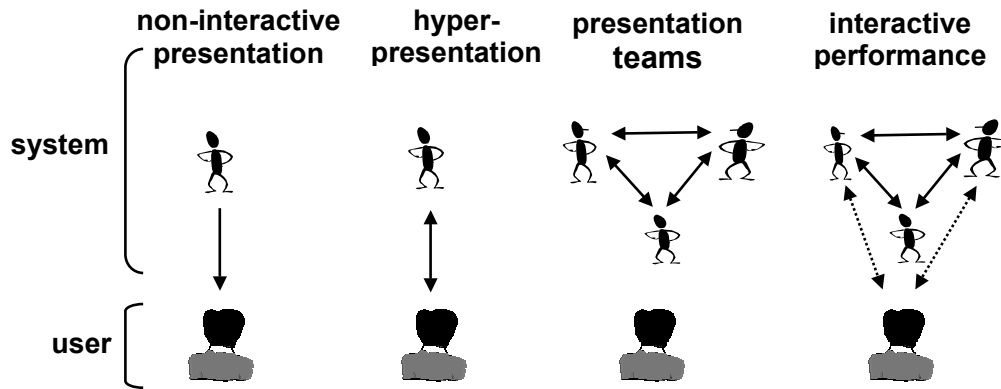 non-interactive
presentation
hyper-
presentation
presentation
teams
interactive
performance
system
user